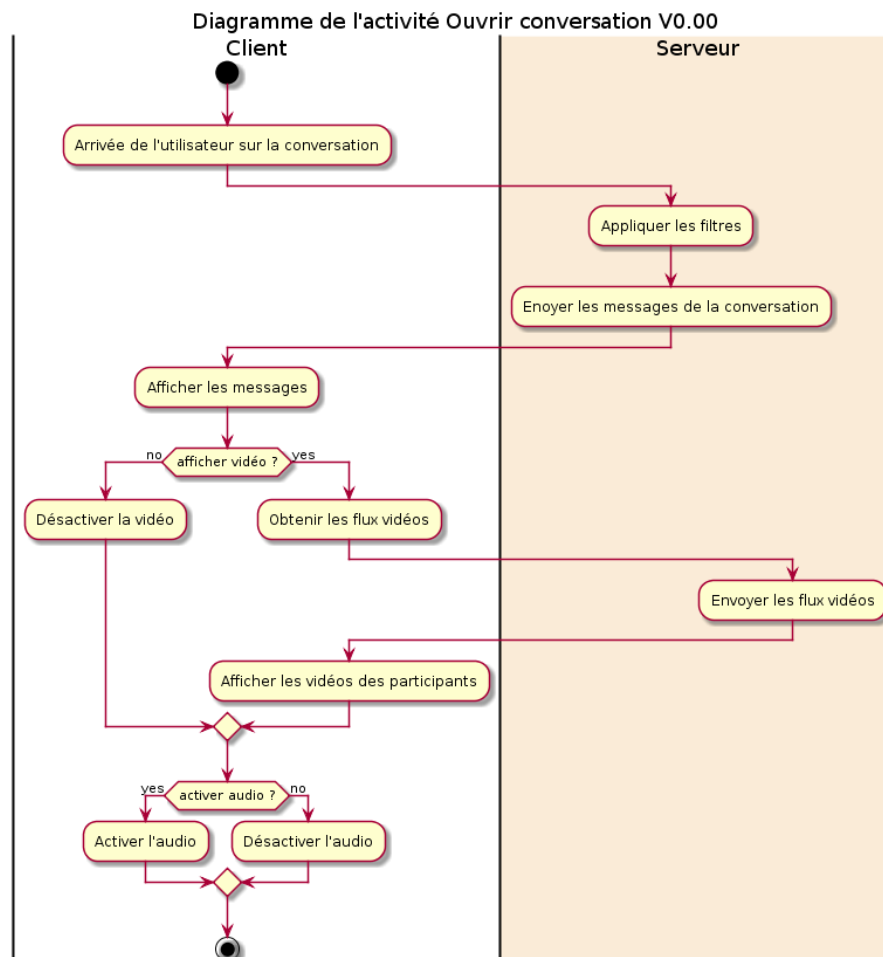 Diagramme de l'activité Ouvrir conversation V0.00
Client
Serveur
Arrivée de l'utilisateur sur la conversation
Appliquer les filtres
Enoyer les messages de la conversation
Afficher les messages
no
afficher vidéo ?
yes
Désactiver la vidéo
Obtenir les flux vidéos
Envoyer les flux vidéos
Afficher les vidéos des participants
yes
activer audio ?
no
Activer l'audio
Désactiver l'audio